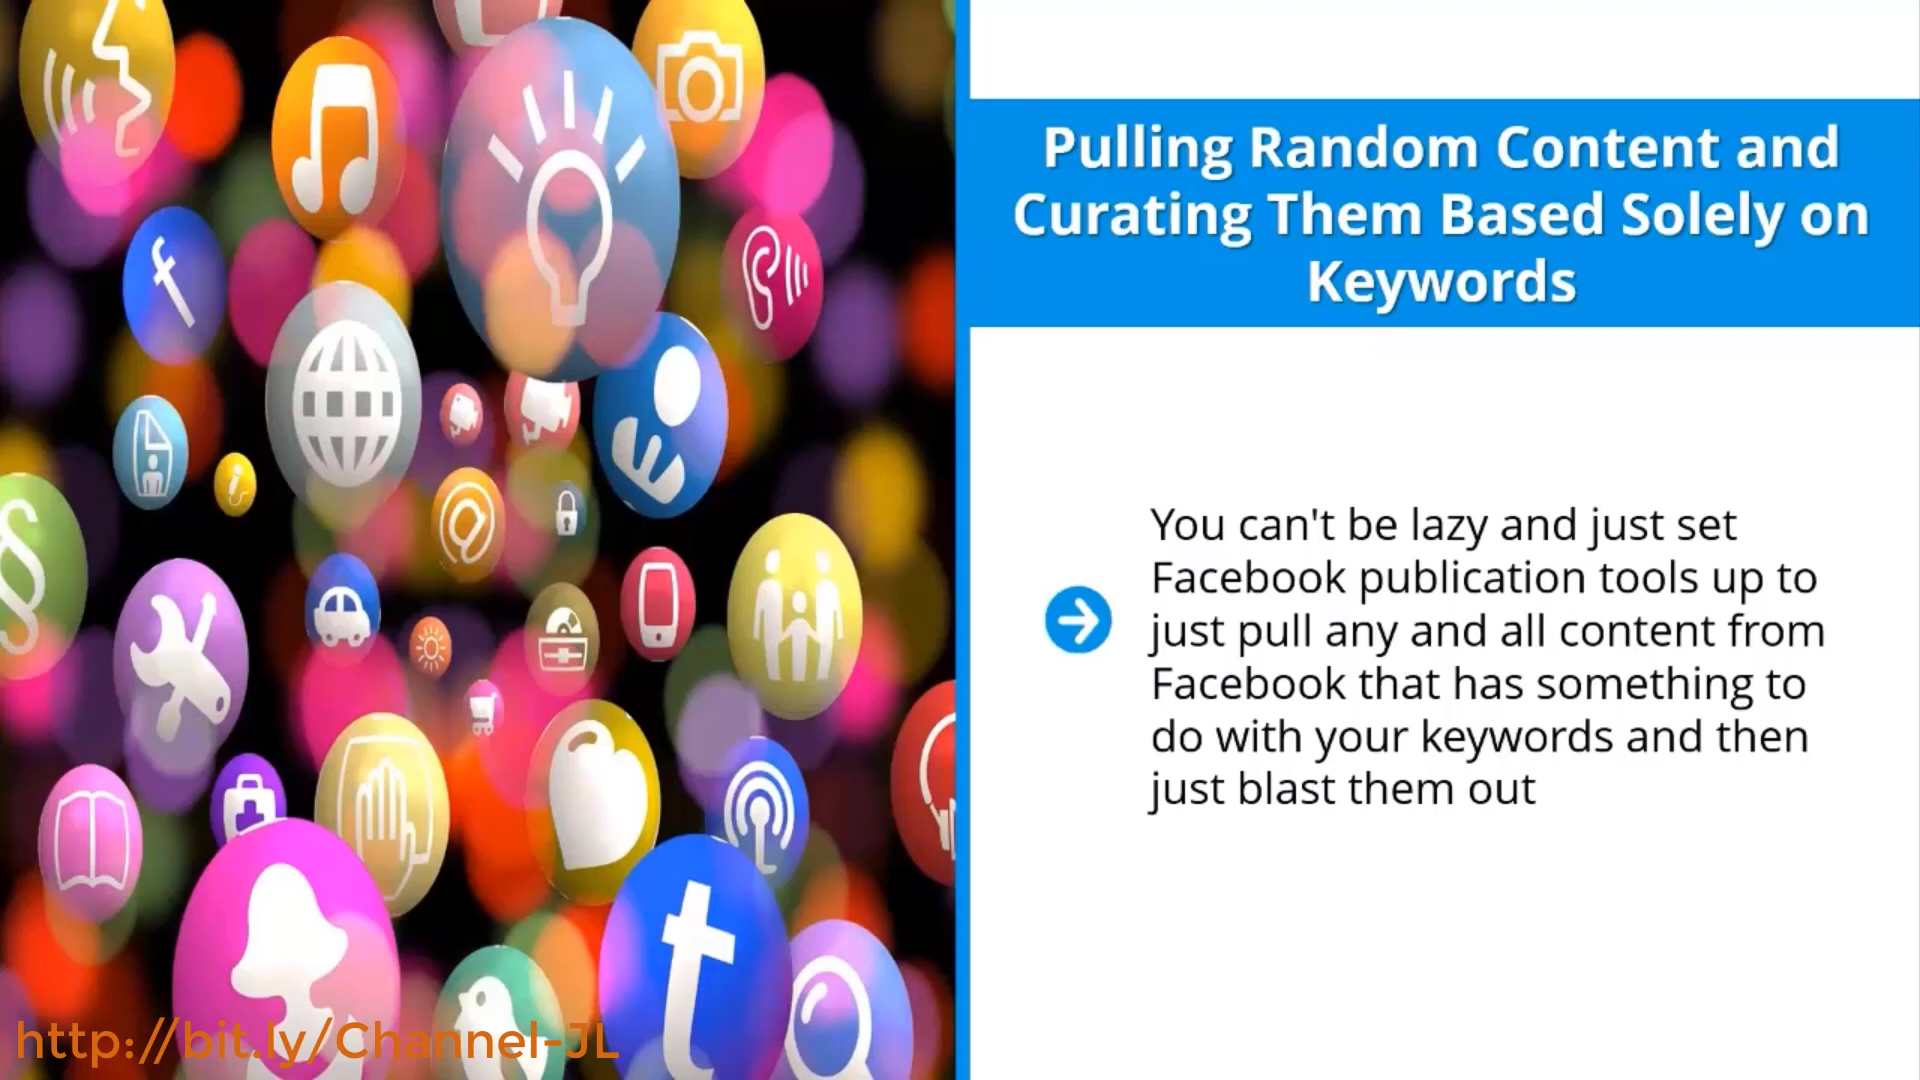 Pulling Random Content and
Curating Them Based Solely on
Keywords
You can't be lazy and just set
Facebook publication tools up to
just pull any and all content from
Facebook that has something to
do with your keywords and then
just blast them out
http://bit.ly/Channel-JL